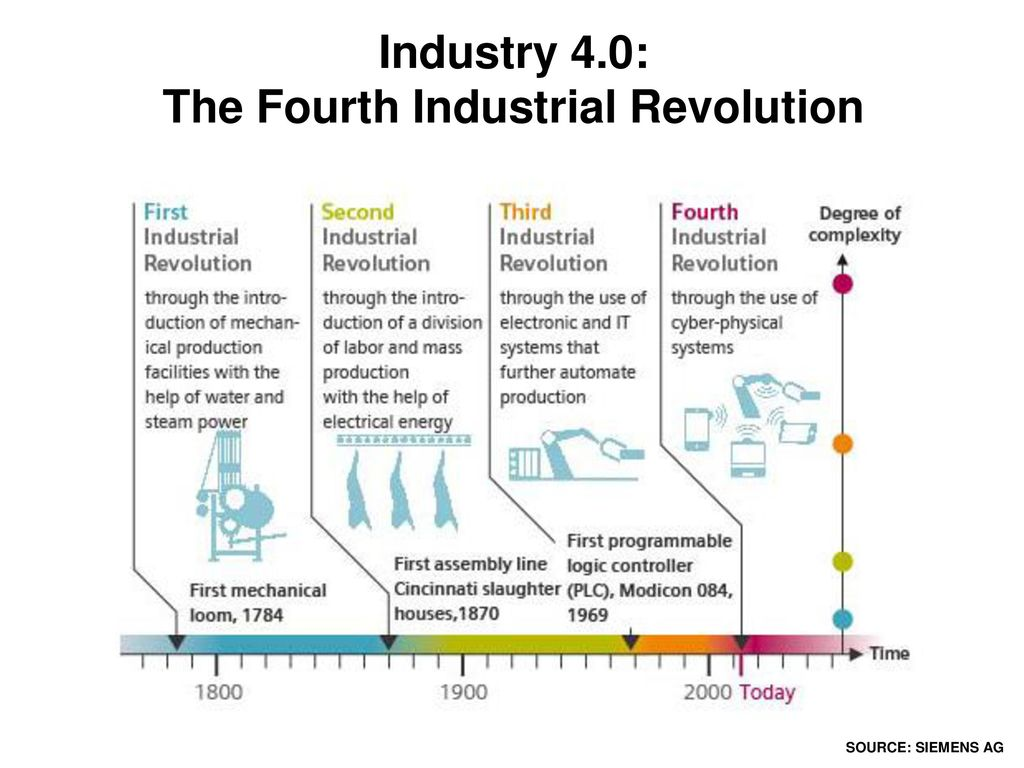 Industry 4.0:
The Fourth Industrial Revolution
First
Industrial
Revolution
through the intro-
duction of mechan-
ical production
facilities with the
help of water and
steam power
Second
Industrial
Revolution
through the intro-
duction of a division
of labor and mass
production
with the help of
electrical energy
Third
Industrial
Revolution
through the use of
electronic and IT
systems that
further automate
production
Fourth
Industrial
Revolution
through the use of
cyber-physical
systems
Degree of
complexity
First mechanical
loom, 1784
First assembly line
Cincinnati slaughter
houses,1870
First programmable
logic controller
(PLC), Modicon 084,
1969
Time
1800
1900
2000
Today
SOURCE: SIEMENS AG